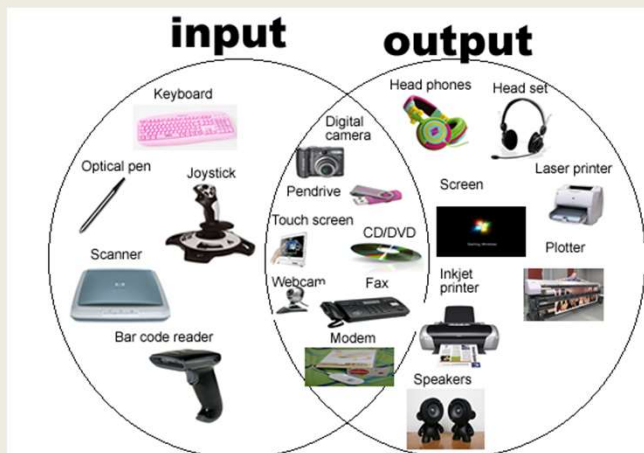 input
output
Keyboard
Optical pen
Joystick
Scanner
Bar code reader
Digital
camera
Pendrive
Touch screen
CD/DVD
Webcam
Fax
Modem
Head phones
Head set
Screen
Laser printer
Plotter
Inkjet
printer
Speakers